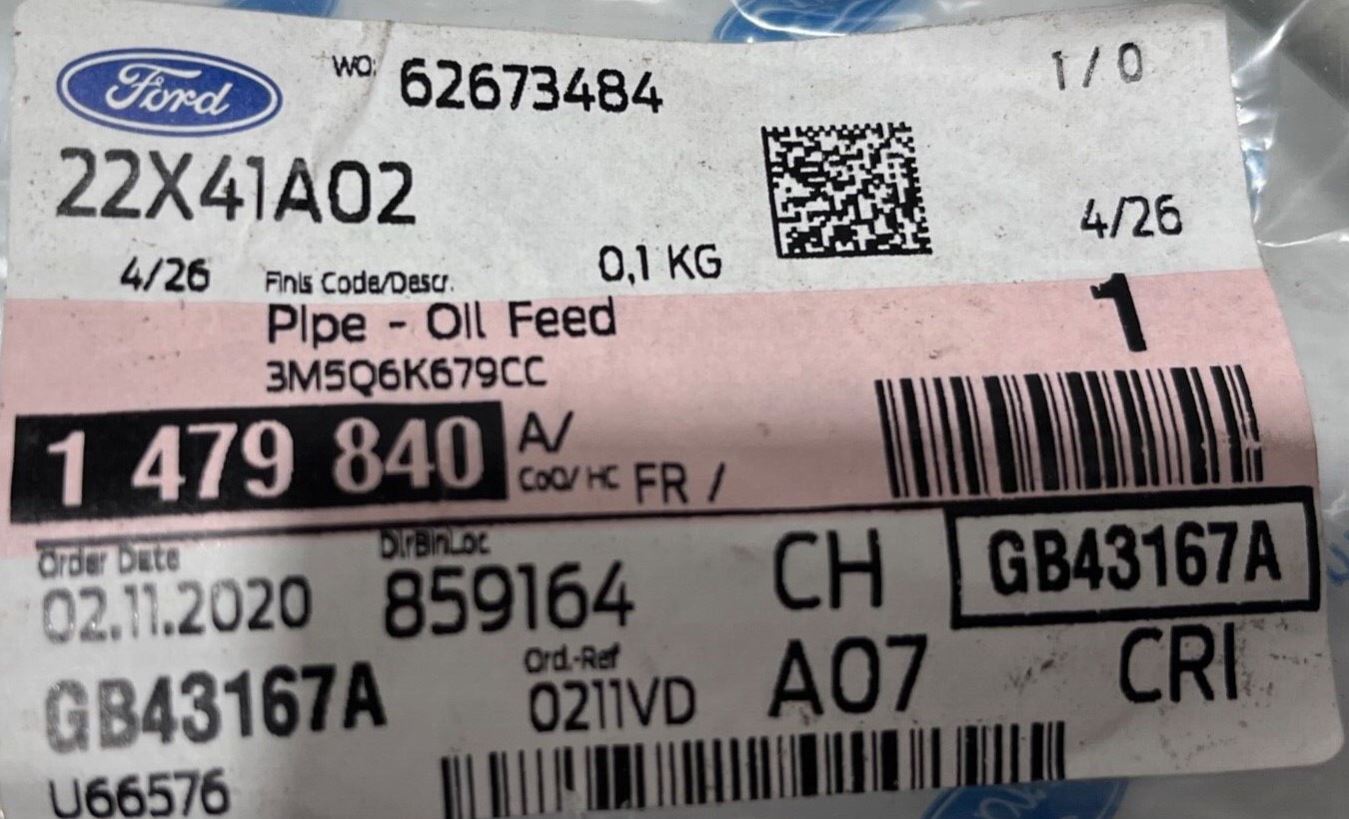 Ford WO: 62673484 1 / 0
22X41A02
4/26 Finis Code/Descr. 0,1 KG 4/26
Pipe - Oil Feed 1
3M5Q6K679CC
1 479 840 A/
CoO/ HC FR /
Order Date DlrBinLoc
02.11.2020 859164 CH GB43167A
Ord.-Ref
GB43167A 0211VD A07 CRI
U66576